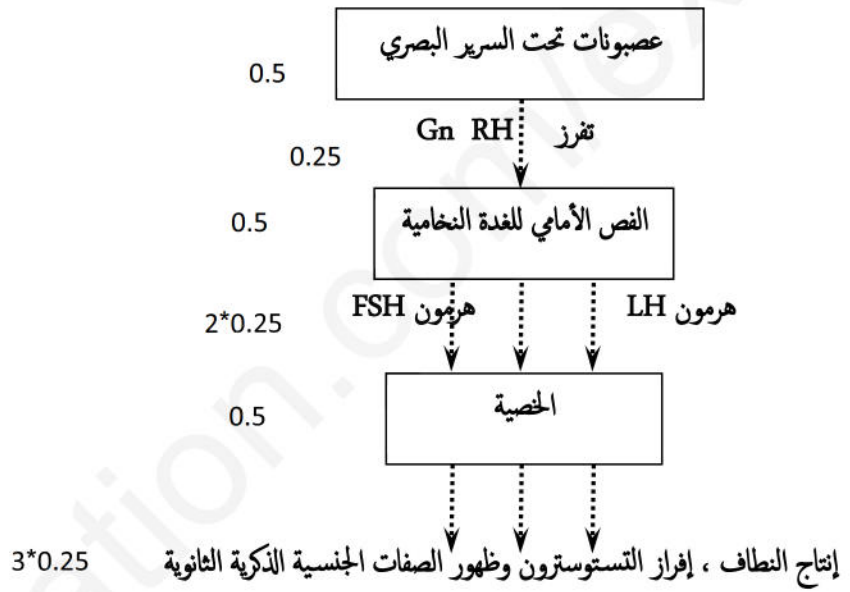 عصبونات تحت السرير البصري
0.5
تفرز Gn RH
0.25
الفص الأمامي للغدة النخامية
0.5
هرمون LH هرمون FSH
2*0.25
الخصية
0.5
إنتاج النطاف ، إفراز التستوسترون وظهور الصفات الجنسية الذكرية الثانوية
3*0.25